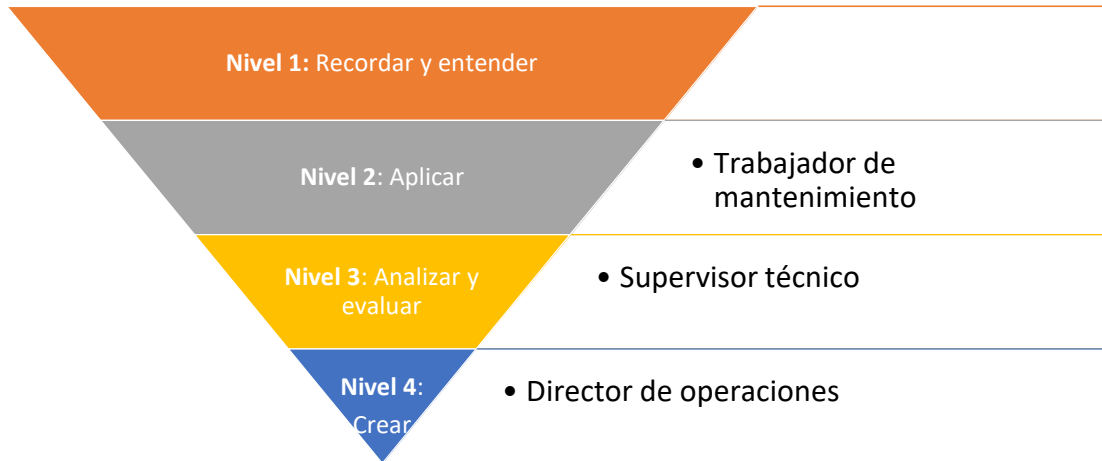 Nivel 1: Recordar y entender
Nivel 2: Aplicar
• Trabajador de
mantenimiento
Nivel 3: Analizar y
evaluar
• Supervisor técnico
Nivel 4:
Crear
• Director de operaciones